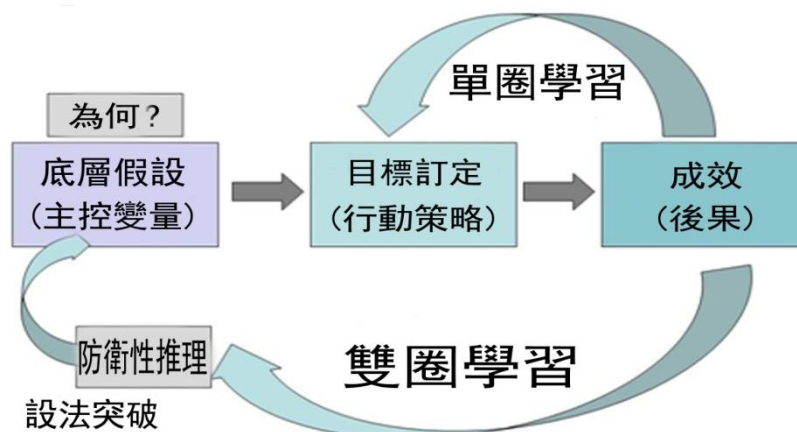 單圈學習
為何？
底層假設
（主控變量）
目標訂定
（行動策略）
成效
（後果）
防衛性推理
雙圈學習
設法突破